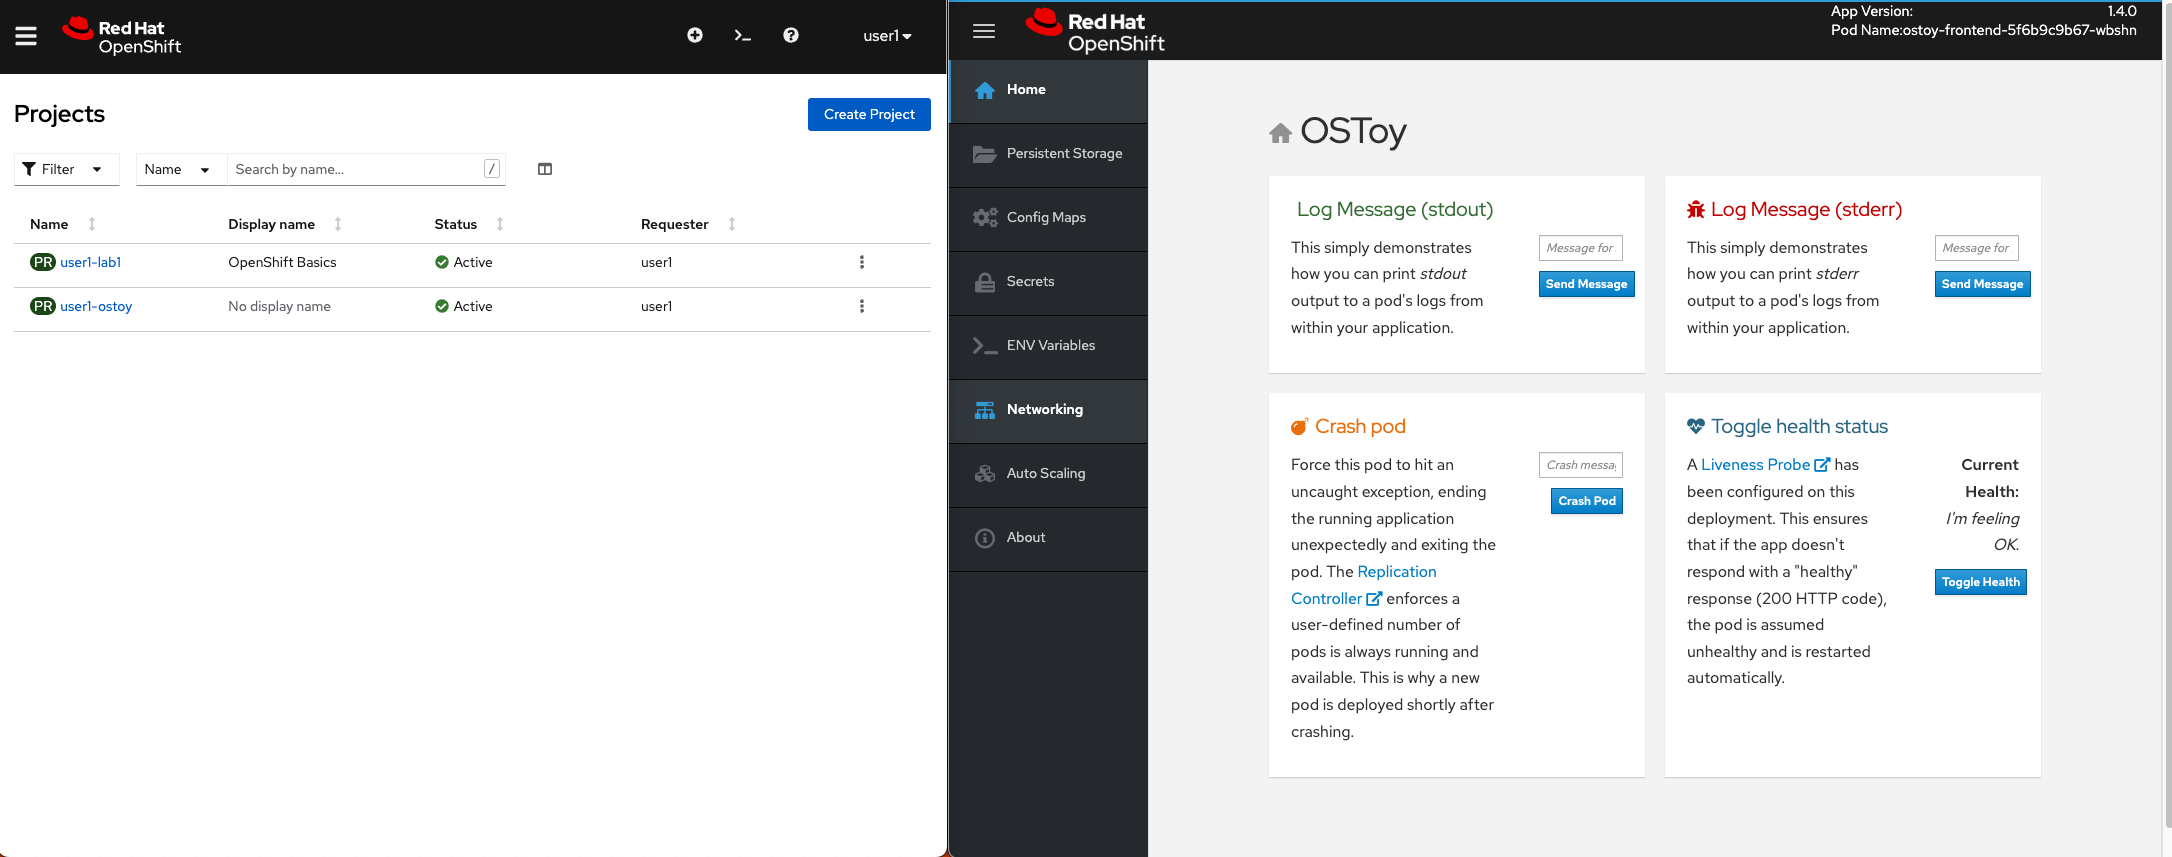 Red Hat
OpenShift
user1
Projects
Create Project
Filter
Name
Search by name...
/
Name
Display name
Status
Requester
PR user1-lab1
OpenShift Basics
Active
user1
PR user1-ostoy
No display name
Active
user1
Red Hat
OpenShift
App Version: 1.4.0
Pod Name:ostoy-frontend-5f6b9c9b67-wbshn
Home
Persistent Storage
Config Maps
Secrets
ENV Variables
Networking
Auto Scaling
About
OSToy
Log Message (stdout)
This simply demonstrates
how you can print stdout
output to a pod's logs from
within your application.
Message for
Send Message
Log Message (stderr)
This simply demonstrates
how you can print stderr
output to a pod's logs from
within your application.
Message for
Send Message
Crash pod
Force this pod to hit an
uncaught exception, ending
the running application
unexpectedly and exiting the
pod. The Replication
Controller enforces a
user-defined number of
pods is always running and
available. This is why a new
pod is deployed shortly after
crashing.
Crash messa
Crash Pod
Toggle health status
A Liveness Probe has
been configured on this
deployment. This ensures
that if the app doesn't
respond with a "healthy"
response (200 HTTP code),
the pod is assumed
unhealthy and is restarted
automatically.
Current
Health:
I'm feeling
OK.
Toggle Health